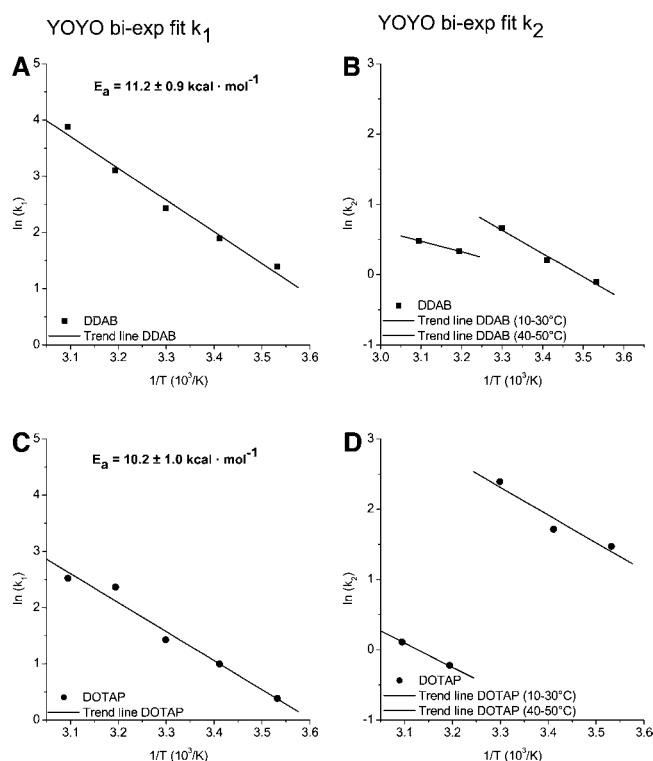 YOYO bi-exp fit k₁
YOYO bi-exp fit k₂
A
Eₐ = 11.2 ± 0.9 kcal · mol⁻¹
5
4
3
2
1
0
ln (k₁)
DDAB
Trend line DDAB
3.1 3.2 3.3 3.4 3.5 3.6
1/T (10³/K)
B
3
2
1
0
-1
ln (k₂)
DDAB
Trend line DDAB (10-30°C)
Trend line DDAB (40-50°C)
3.0 3.1 3.2 3.3 3.4 3.5 3.6
1/T (10³/K)
C
Eₐ = 10.2 ± 1.0 kcal · mol⁻¹
5
4
3
2
1
0
ln (k₁)
DOTAP
Trend line DOTAP
3.1 3.2 3.3 3.4 3.5 3.6
1/T (10³/K)
D
3
2
1
0
-1
ln (k₂)
DOTAP
Trend line DOTAP (10-30°C)
Trend line DOTAP (40-50°C)
3.1 3.2 3.3 3.4 3.5 3.6
1/T (10³/K)